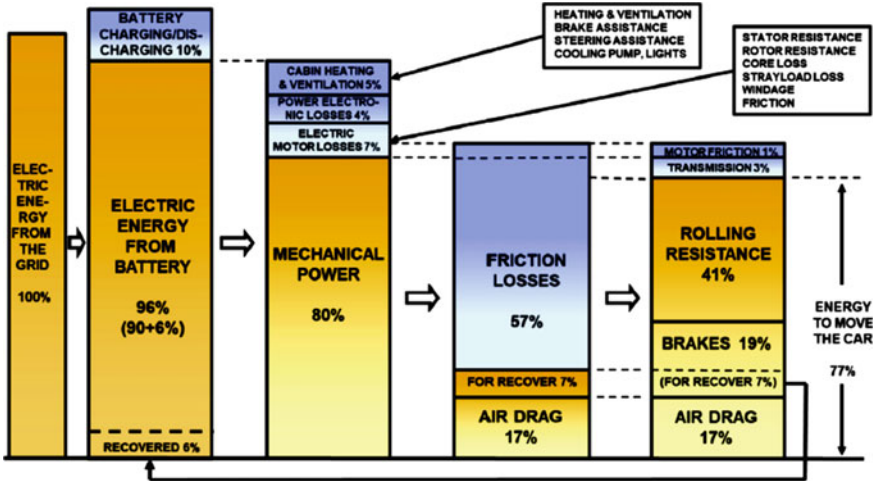 ELEC-
TRIC
ENE-
RGY
FROM
THE
GRID
100%
BATTERY
CHARGING/DIS-
CHARGING 10%
ELECTRIC
ENERGY
FROM
BATTERY
96%
(90+6%)
RECOVERED 6%
CABIN HEATING
& VENTILATION 5%
POWER ELECTRO-
NIC LOSSES 4%
ELECTRIC
MOTOR LOSSES 7%
MECHANICAL
POWER
80%
HEATING & VENTILATION
BRAKE ASSISTANCE
STEERING ASSISTANCE
COOLING PUMP, LIGHTS
STATOR RESISTANCE
ROTOR RESISTANCE
CORE LOSS
STRAYLOAD LOSS
WINDAGE
FRICTION
FRICTION
LOSSES
57%
FOR RECOVER 7%
AIR DRAG
17%
MOTOR FRICTION 1%
TRANSMISSION 3%
ROLLING
RESISTANCE
41%
BRAKES 19%
(FOR RECOVER 7%)
AIR DRAG
17%
ENERGY
TO MOVE
THE CAR
77%